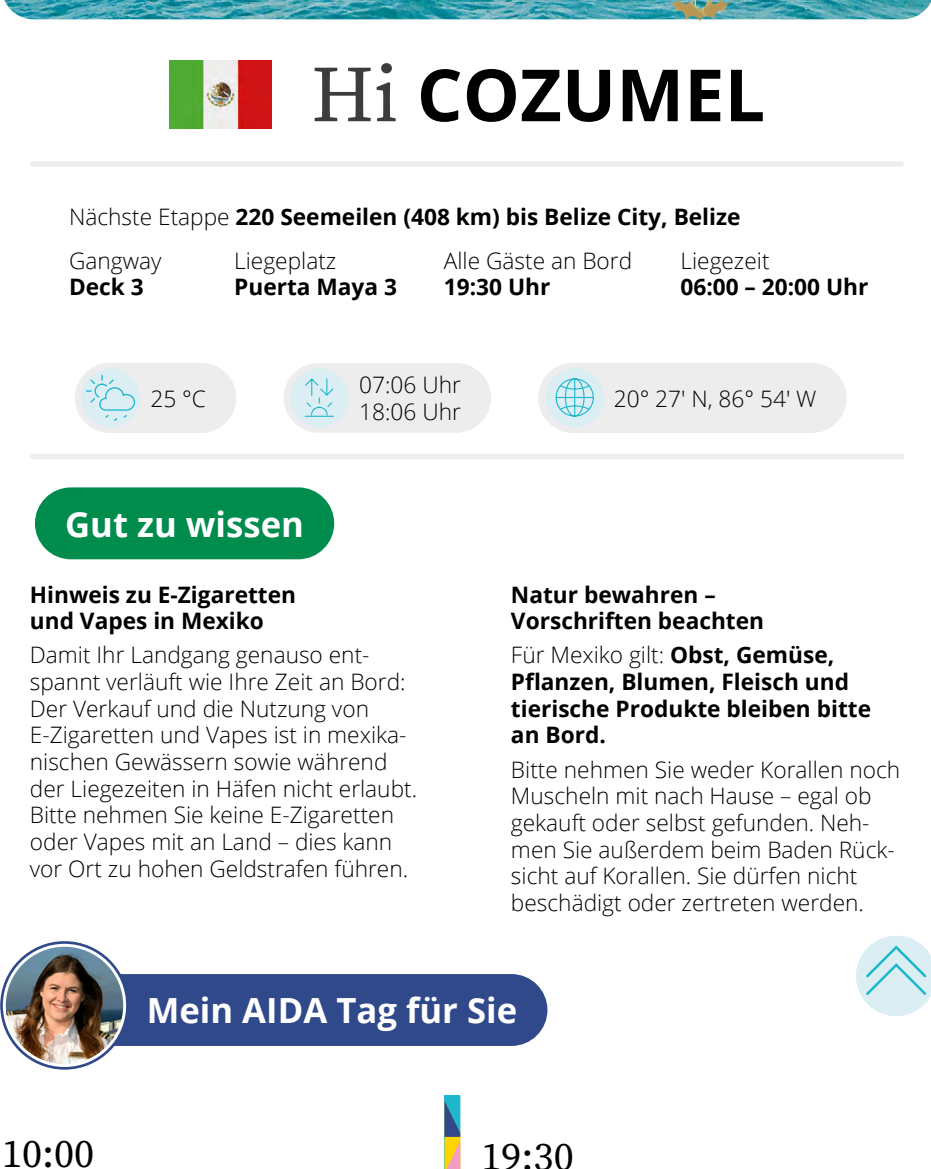 Hi COZUMEL
Nächste Etappe 220 Seemeilen (408 km) bis Belize City, Belize
Gangway
Deck 3
Liegeplatz
Puerta Maya 3
Alle Gäste an Bord
19:30 Uhr
Liegezeit
06:00 – 20:00 Uhr
25 °C
07:06 Uhr
18:06 Uhr
20° 27' N, 86° 54' W
Gut zu wissen
Hinweis zu E-Zigaretten
und Vapes in Mexiko
Damit Ihr Landgang genauso ent-
spannt verläuft wie Ihre Zeit an Bord:
Der Verkauf und die Nutzung von
E-Zigaretten und Vapes ist in mexika-
nischen Gewässern sowie während
der Liegezeiten in Häfen nicht erlaubt.
Bitte nehmen Sie keine E-Zigaretten
oder Vapes mit an Land – dies kann
vor Ort zu hohen Geldstrafen führen.
Natur bewahren –
Vorschriften beachten
Für Mexiko gilt: Obst, Gemüse,
Pflanzen, Blumen, Fleisch und
tierische Produkte bleiben bitte
an Bord.
Bitte nehmen Sie weder Korallen noch
Muscheln mit nach Hause – egal ob
gekauft oder selbst gefunden. Neh-
men Sie außerdem beim Baden Rück-
sicht auf Korallen. Sie dürfen nicht
beschädigt oder zertreten werden.
Mein AIDA Tag für Sie
10:00
19:30